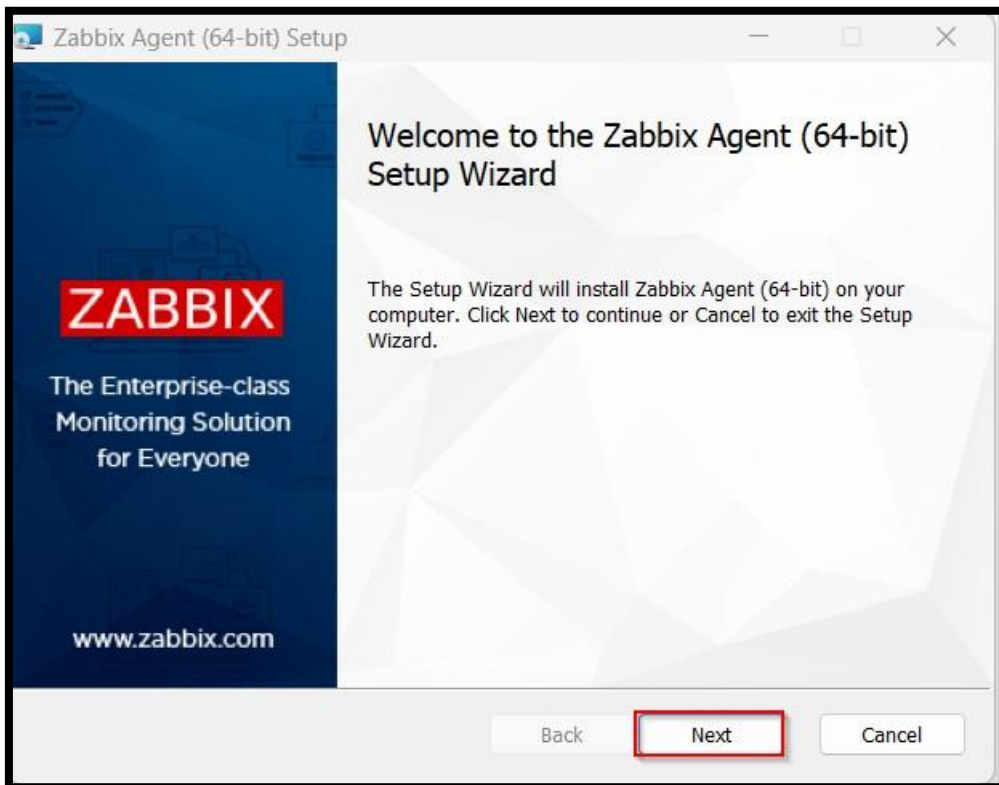 Zabbix Agent (64-bit) Setup
Welcome to the Zabbix Agent (64-bit)
Setup Wizard
The Setup Wizard will install Zabbix Agent (64-bit) on your
computer. Click Next to continue or Cancel to exit the Setup
Wizard.
ZABBIX
The Enterprise-class
Monitoring Solution
for Everyone
www.zabbix.com
Back
Next
Cancel